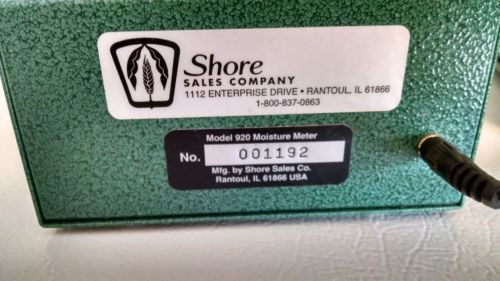 Shore
SALES COMPANY
1112 ENTERPRISE DRIVE • RANTOUL, IL 61866
1-800-837-0863
Model 920 Moisture Meter
No. 001192
Mfg. by Shore Sales Co.
Rantoul, IL 61866 USA